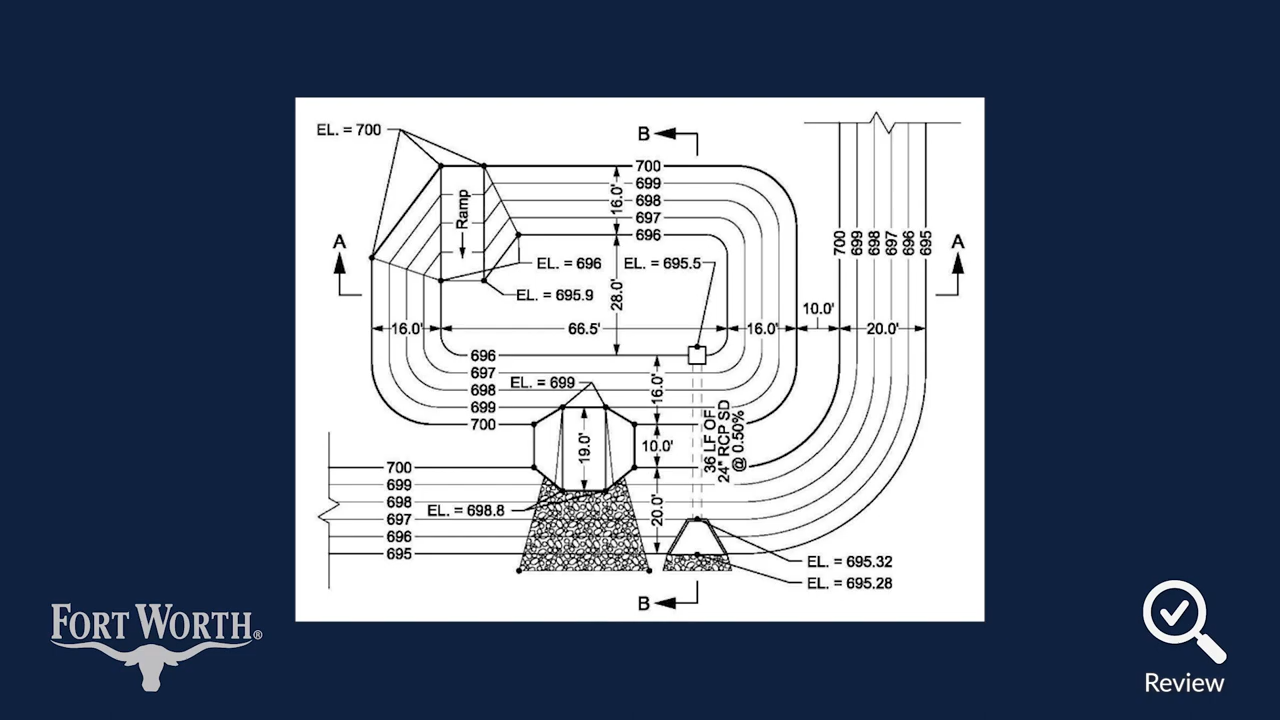 EL. = 700
B
700
699
698
697
696
16.0'
Ramp
A
A
700
699
698
697
696
695
EL. = 696
EL. = 695.5
EL. = 695.9
28.0'
10.0'
16.0'
66.5'
16.0'
20.0'
696
697
698
699
700
EL. = 699
16.0'
19.0'
10.0'
36 LF OF
24" RCP SD
@ 0.50%
700
699
698
697
696
695
EL. = 698.8
20.0'
EL. = 695.32
EL. = 695.28
B
FORT WORTH®
Review